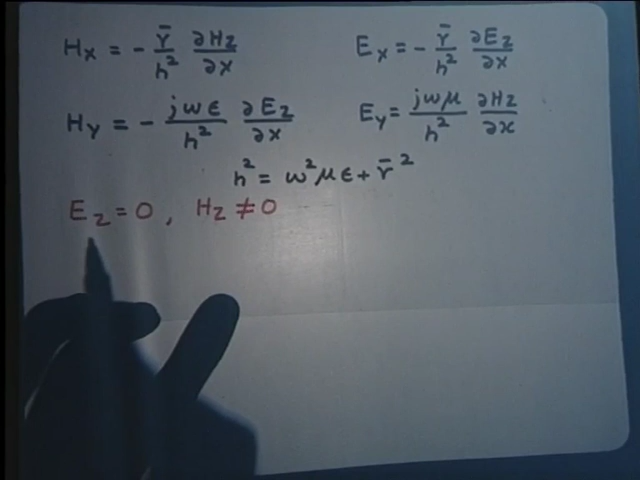 Hx = - γ̄/h² ∂Hz/∂x    Ex = - γ̄/h² ∂Ez/∂x
Hy = - jωε/h² ∂Ez/∂x    Ey = jωμ/h² ∂Hz/∂x
h² = ω²με + γ̄²
Ez = 0, Hz ≠ 0